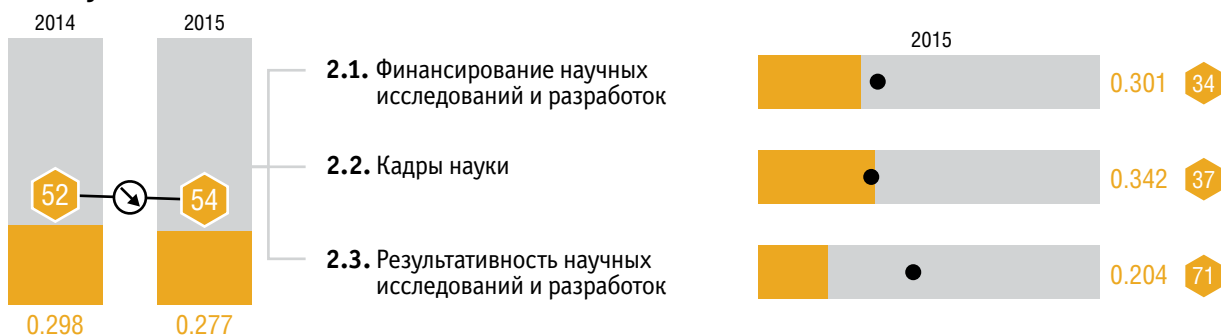 2014
2015
52
54
0.298
0.277
2.1. Финансирование научных
исследований и разработок
2.2. Кадры науки
2.3. Результативность научных
исследований и разработок
2015
0.301 34
0.342 37
0.204 71